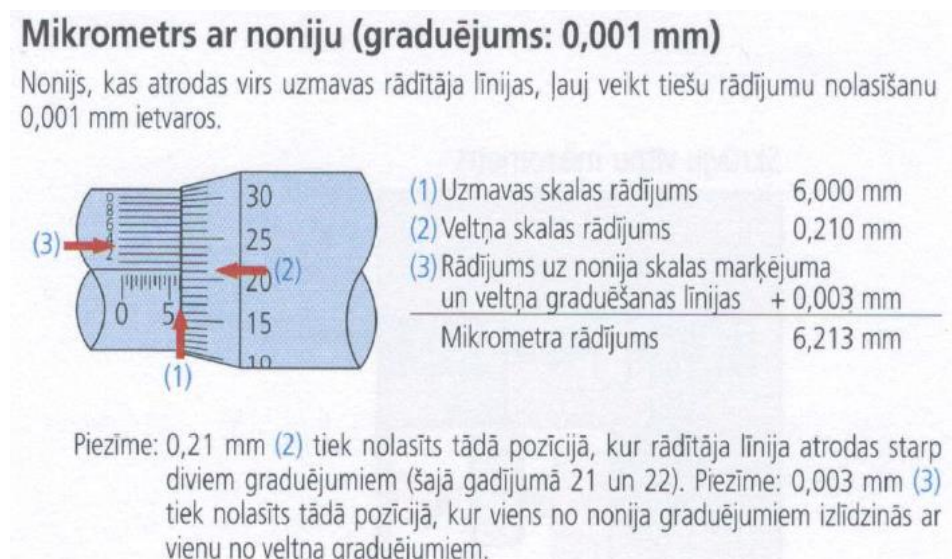 Mikrometrs ar noniju (graduējums: 0,001 mm)
Nonijs, kas atrodas virs uzmavas rādītāja līnijas, ļauj veikt tiešu rādījumu nolasīšanu
0,001 mm ietvaros.
(1) Uzmavas skalas rādījums 6,000 mm
(2) Veltņa skalas rādījums 0,210 mm
(3) Rādījums uz nonija skalas marķējuma
un veltņa graduēšanas līnijas + 0,003 mm
Mikrometra rādījums 6,213 mm
0
8
6
2
30
25
20
15
10
0 5
(3)
(2)
(1)
Piezīme: 0,21 mm (2) tiek nolasīts tādā pozīcijā, kur rādītāja līnija atrodas starp
diviem graduējumiem (šajā gadījumā 21 un 22). Piezīme: 0,003 mm (3)
tiek nolasīts tādā pozīcijā, kur viens no nonija graduējumiem izlīdzinās ar
vienu no veltņa graduējumiem.